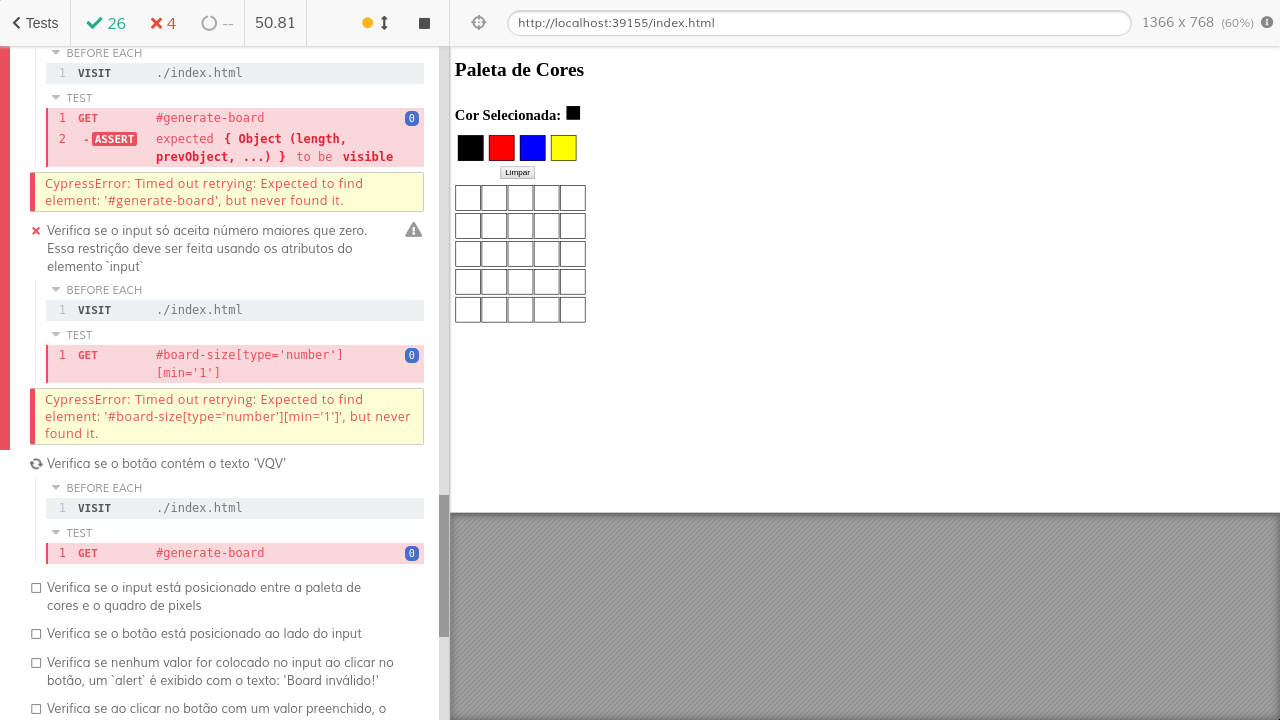 Tests
26
4
--
50.81
http://localhost:39155/index.html
1366 x 768 (60%)
BEFORE EACH
1 VISIT ./index.html
TEST
1 GET #generate-board 0
2 -ASSERT expected { Object (length,
prevObject, ...) } to be visible
CypressError: Timed out retrying: Expected to find
element: '#generate-board', but never found it.
Verifica se o input só aceita número maiores que zero.
Essa restrição deve ser feita usando os atributos do
elemento `input`
BEFORE EACH
1 VISIT ./index.html
TEST
1 GET #board-size[type='number'] 0
[min='1']
CypressError: Timed out retrying: Expected to find
element: '#board-size[type='number'][min='1']', but never
found it.
Verifica se o botão contém o texto 'VQV'
BEFORE EACH
1 VISIT ./index.html
TEST
1 GET #generate-board 0
Verifica se o input está posicionado entre a paleta de
cores e o quadro de pixels
Verifica se o botão está posicionado ao lado do input
Verifica se nenhum valor for colocado no input ao clicar no
botão, um `alert` é exibido com o texto: 'Board inválido!'
Verifica se ao clicar no botão com um valor preenchido, o
Paleta de Cores
Cor Selecionada:
Limpar